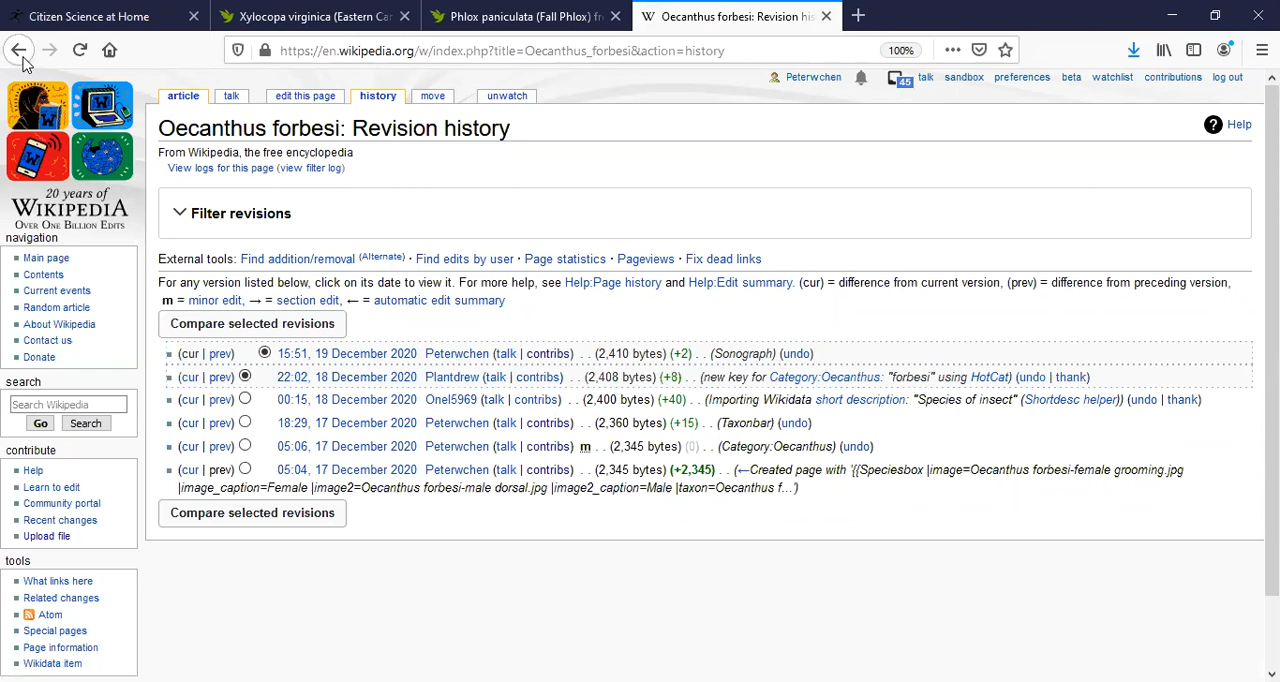 Citizen Science at Home
Xylocopa virginica (Eastern Car
Phlox paniculata (Fall Phlox) fr
W Oecanthus forbesi: Revision his
https://en.wikipedia.org/w/index.php?title=Oecanthus_forbesi&action=history
100%
Peterwchen 45 talk sandbox preferences beta watchlist contributions log out
article talk edit this page history move unwatch
Oecanthus forbesi: Revision history
? Help
From Wikipedia, the free encyclopedia
View logs for this page (view filter log)
20 years of
WIKIPEDIA
OVER ONE BILLION EDITS
Filter revisions
navigation
Main page
Contents
Current events
Random article
About Wikipedia
Contact us
Donate
search
Search Wikipedia
Go Search
contribute
Help
Learn to edit
Community portal
Recent changes
Upload file
tools
What links here
Related changes
Atom
Special pages
Page information
Wikidata item
External tools: Find addition/removal (Alternate) · Find edits by user · Page statistics · Pageviews · Fix dead links
For any version listed below, click on its date to view it. For more help, see Help:Page history and Help:Edit summary. (cur) = difference from current version, (prev) = difference from preceding version,
m = minor edit, → = section edit, ← = automatic edit summary
Compare selected revisions
(cur | prev) 15:51, 19 December 2020 Peterwchen (talk | contribs) . . (2,410 bytes) (+2) . . (Sonograph) (undo)
(cur | prev) 22:02, 18 December 2020 Plantdrew (talk | contribs) . . (2,408 bytes) (+8) . . (new key for Category:Oecanthus: "forbesi" using HotCat) (undo | thank)
(cur | prev) 00:15, 18 December 2020 Onel5969 (talk | contribs) . . (2,400 bytes) (+40) . . (Importing Wikidata short description: "Species of insect" (Shortdesc helper)) (undo | thank)
(cur | prev) 18:29, 17 December 2020 Peterwchen (talk | contribs) . . (2,360 bytes) (+15) . . (Taxonbar) (undo)
(cur | prev) 05:06, 17 December 2020 Peterwchen (talk | contribs) m . . (2,345 bytes) (0) . . (Category:Oecanthus) (undo)
(cur | prev) 05:04, 17 December 2020 Peterwchen (talk | contribs) . . (2,345 bytes) (+2,345) . . (←Created page with '{{Speciesbox |image=Oecanthus forbesi-female grooming.jpg
|image_caption=Female |image2=Oecanthus forbesi-male dorsal.jpg |image2_caption=Male |taxon=Oecanthus f...')
Compare selected revisions